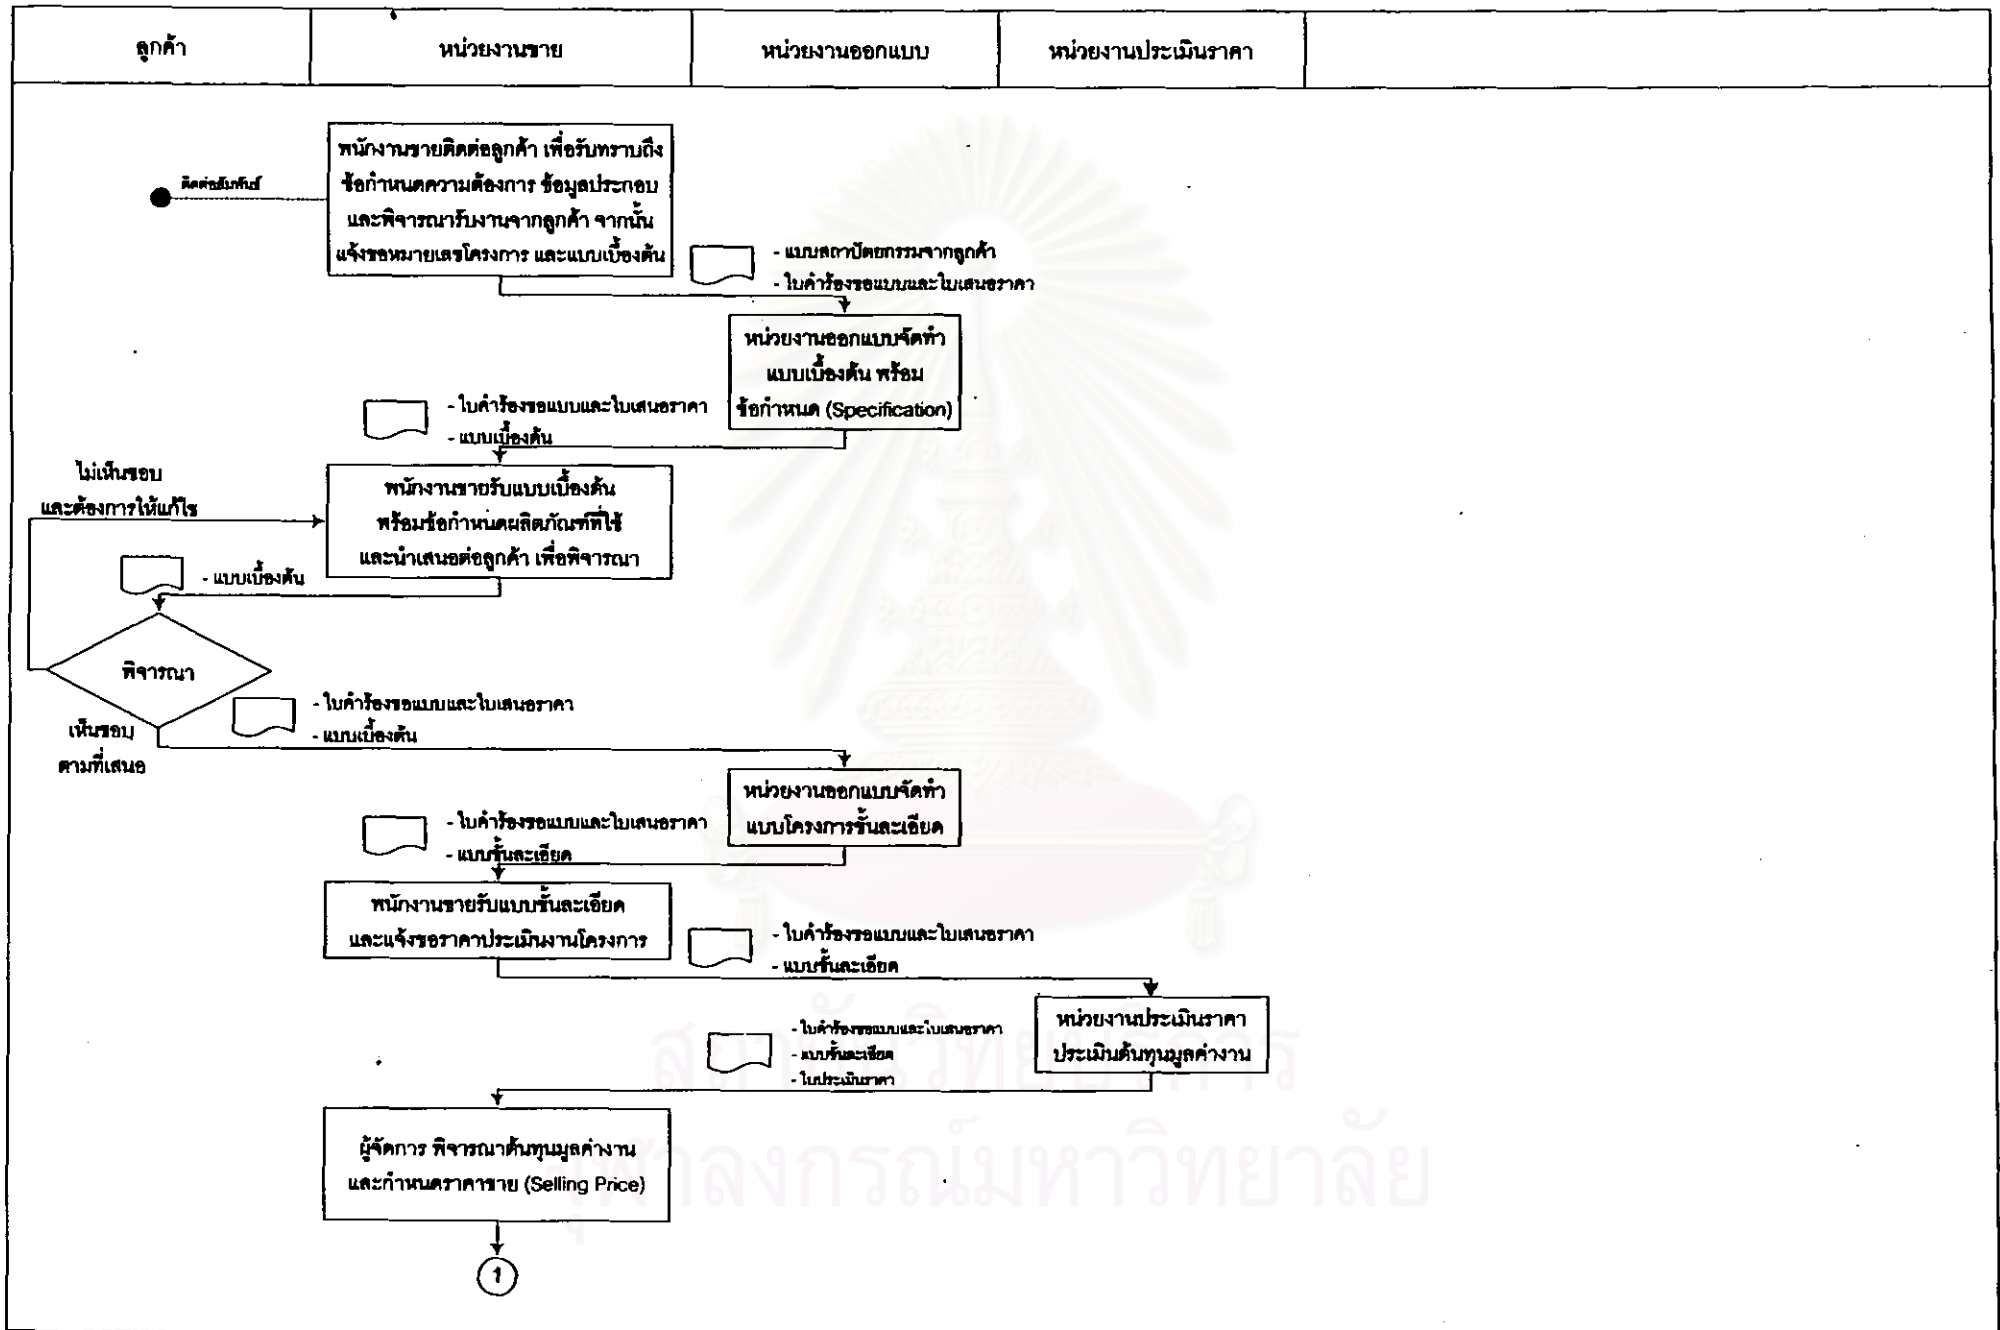 ลูกค้า
หน่วยงานขาย
หน่วยงานออกแบบ
หน่วยงานประเมินราคา
ติดต่อสัมพันธ์
พนักงานขายติดต่อลูกค้า เพื่อรับทราบถึง
ข้อกำหนดความต้องการ ข้อมูลประกอบ
และพิจารณารับงานจากลูกค้า จากนั้น
แจ้งขอหมายเลขโครงการ และแบบเบื้องต้น
- แบบสถาปัตยกรรมจากลูกค้า
- ใบคำร้องขอแบบและใบเสนอราคา
หน่วยงานออกแบบจัดทำ
แบบเบื้องต้น พร้อม
ข้อกำหนด (Specification)
- ใบคำร้องขอแบบและใบเสนอราคา
- แบบเบื้องต้น
ไม่เห็นชอบ
และต้องการให้แก้ไข
พนักงานขายรับแบบเบื้องต้น
พร้อมข้อกำหนดผลิตภัณฑ์ที่ใช้
และนำเสนอต่อลูกค้า เพื่อพิจารณา
- แบบเบื้องต้น
พิจารณา
เห็นชอบ
ตามที่เสนอ
- ใบคำร้องขอแบบและใบเสนอราคา
- แบบเบื้องต้น
หน่วยงานออกแบบจัดทำ
แบบโครงการขั้นละเอียด
- ใบคำร้องขอแบบและใบเสนอราคา
- แบบขั้นละเอียด
พนักงานขายรับแบบขั้นละเอียด
และแจ้งขอราคาประเมินงานโครงการ
- ใบคำร้องขอแบบและใบเสนอราคา
- แบบขั้นละเอียด
หน่วยงานประเมินราคา
ประเมินต้นทุนมูลค่างาน
- ใบคำร้องขอแบบและใบเสนอราคา
- แบบขั้นละเอียด
- ใบประเมินราคา
ผู้จัดการ พิจารณาต้นทุนมูลค่างาน
และกำหนดราคาขาย (Selling Price)
1
สถาบันวิทยบริการ
จุฬาลงกรณ์มหาวิทยาลัย